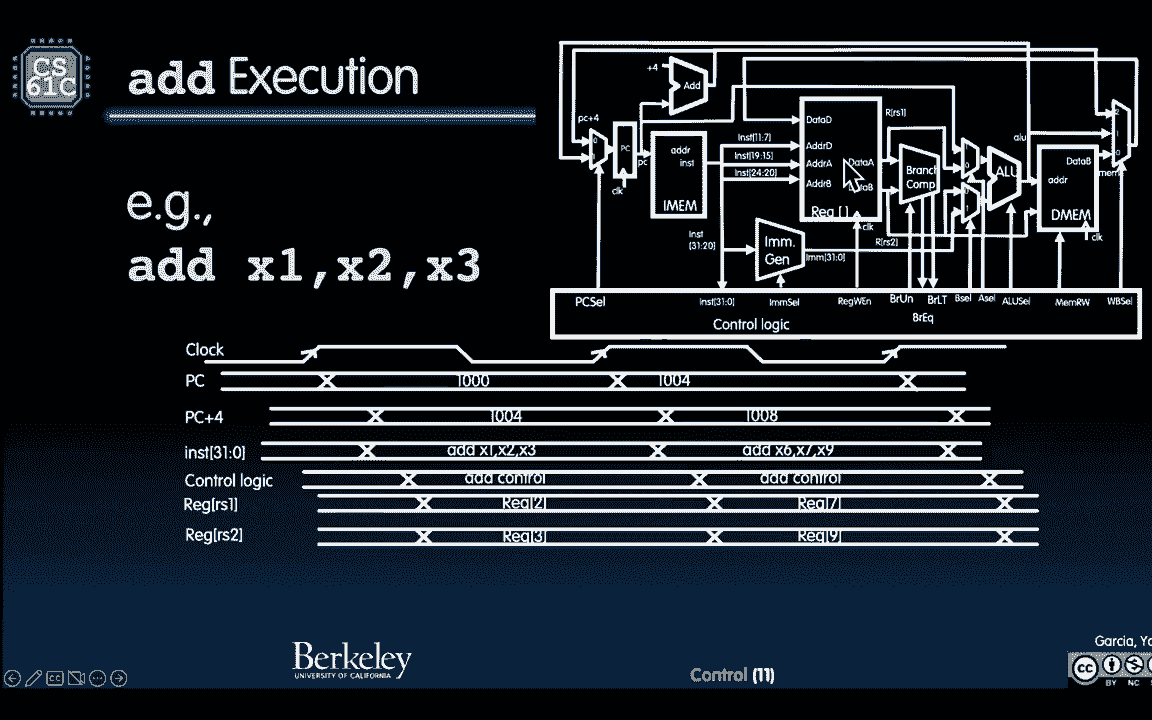 CS
61C
add Execution
e.g.,
add x1,x2,x3
+4
Add
pc+4
0
1
PC
pc
clk
addr
inst
IMEM
Inst[11:7]
Inst[19:15]
Inst[24:20]
Inst
[31:20]
DataD
AddrD
AddrA
AddrB
DataA
Reg []
clk
Imm.
Gen
Imm[31:0]
R[rs1]
R[rs2]
Branch
Comp
ALU
alu
addr
DataB
DMEM
mem
clk
2
1
0
PCSel
Inst[31:0]
ImmSel
RegWEn
BrUn
BrEq
BrLT
Bsel
Asel
ALUSel
MemRW
WBSel
Control logic
Clock
PC 1000 1004
PC+4 1004 1008
inst[31:0] add x1,x2,x3 add x6,x7,x9
Control logic add control add control
Reg[rs1] Reg[2] Reg[7]
Reg[rs2] Reg[3] Reg[9]
Berkeley
UNIVERSITY OF CALIFORNIA
Control (11)
Garcia,
CC
BY NC